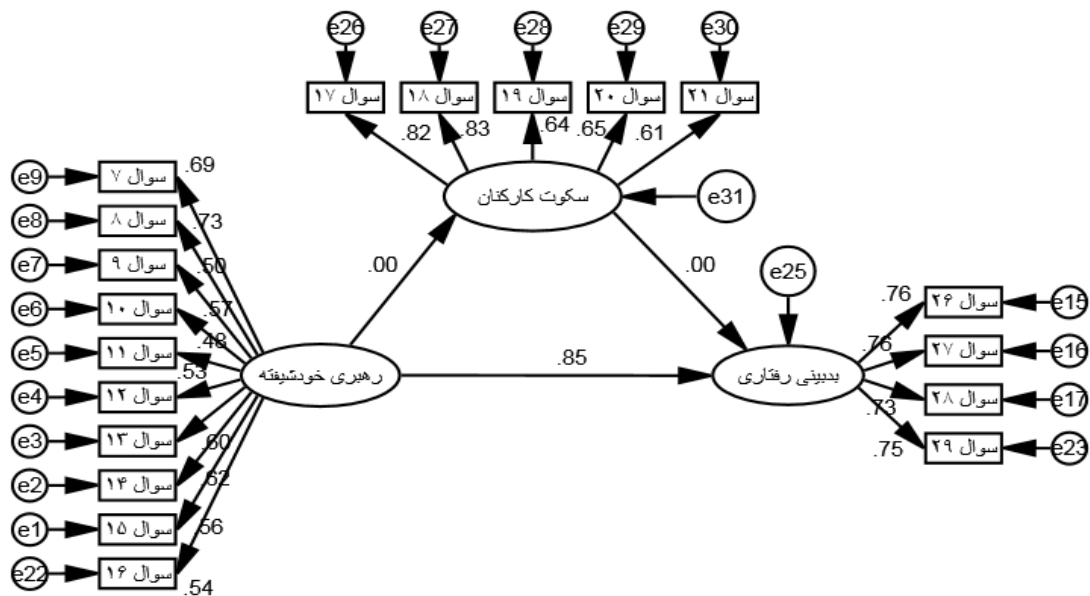 e26 e27 e28 e29 e30
سوال ۱۷ سوال ۱۸ سوال ۱۹ سوال ۲۰ سوال ۲۱
.82 .83 .64 .65 .61
سکوت کارکنان
e31
e9 سوال ۷ .69
e8 سوال ۸ .73
e7 سوال ۹ .50
e6 سوال ۱۰ .57
e5 سوال ۱۱ .48
e4 سوال ۱۲ .53
e3 سوال ۱۳ .60
e2 سوال ۱۴ .62
e1 سوال ۱۵ .56
e22 سوال ۱۶ .54
رهبری خودشیفته
.00
.00
.85
e25
بدبینی رفتاری
.76 سوال ۲۶ e15
.76 سوال ۲۷ e16
.73 سوال ۲۸ e17
.75 سوال ۲۹ e23